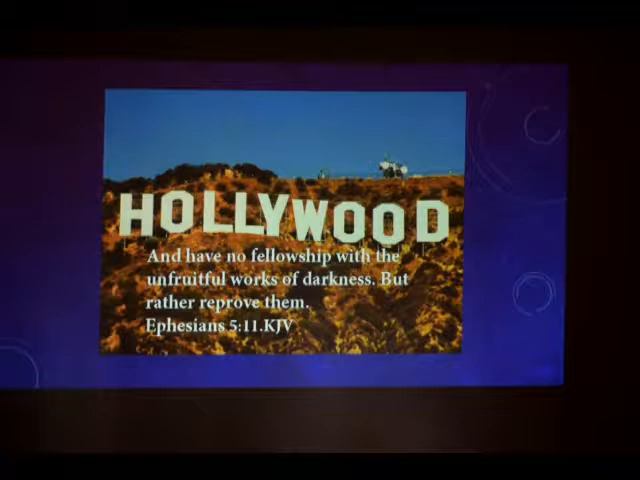 HOLLYWOOD
And have no fellowship with the
unfruitful works of darkness. But
rather reprove them.
Ephesians 5:11.KJV